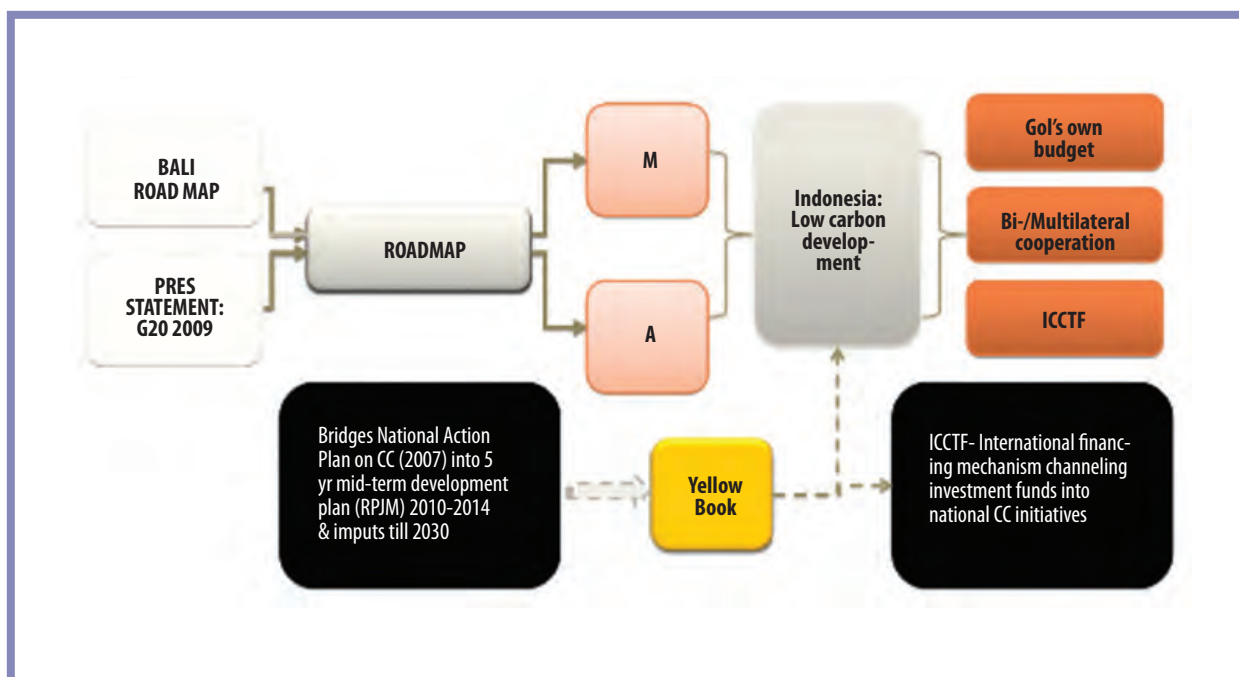 BALI
ROAD MAP
PRES
STATEMENT:
G20 2009
ROADMAP
M
A
Indonesia:
Low carbon
develop-
ment
GoI's own
budget
Bi-/Multilateral
cooperation
ICCTF
Bridges National Action
Plan on CC (2007) into 5
yr mid-term development
plan (RPJM) 2010-2014
& imputs till 2030
Yellow
Book
ICCTF- International financ-
ing mechanism channeling
investment funds into
national CC initiatives